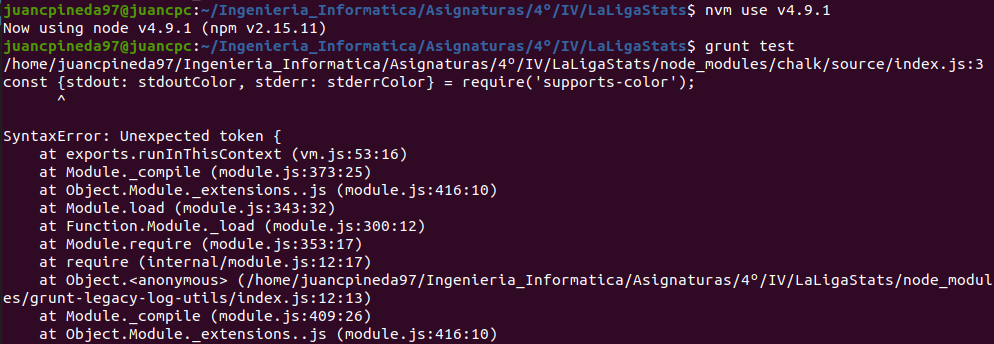 juancpineda97@juancpc:~/Ingenieria_Informatica/Asignaturas/4º/IV/LaLigaStats$ nvm use v4.9.1
Now using node v4.9.1 (npm v2.15.11)
juancpineda97@juancpc:~/Ingenieria_Informatica/Asignaturas/4º/IV/LaLigaStats$ grunt test
/home/juancpineda97/Ingenieria_Informatica/Asignaturas/4º/IV/LaLigaStats/node_modules/chalk/source/index.js:3
const {stdout: stdoutColor, stderr: stderrColor} = require('supports-color');
      ^
SyntaxError: Unexpected token {
    at exports.runInThisContext (vm.js:53:16)
    at Module._compile (module.js:373:25)
    at Object.Module._extensions..js (module.js:416:10)
    at Module.load (module.js:343:32)
    at Function.Module._load (module.js:300:12)
    at Module.require (module.js:353:17)
    at require (internal/module.js:12:17)
    at Object.<anonymous> (/home/juancpineda97/Ingenieria_Informatica/Asignaturas/4º/IV/LaLigaStats/node_modul
es/grunt-legacy-log-utils/index.js:12:13)
    at Module._compile (module.js:409:26)
    at Object.Module._extensions..js (module.js:416:10)